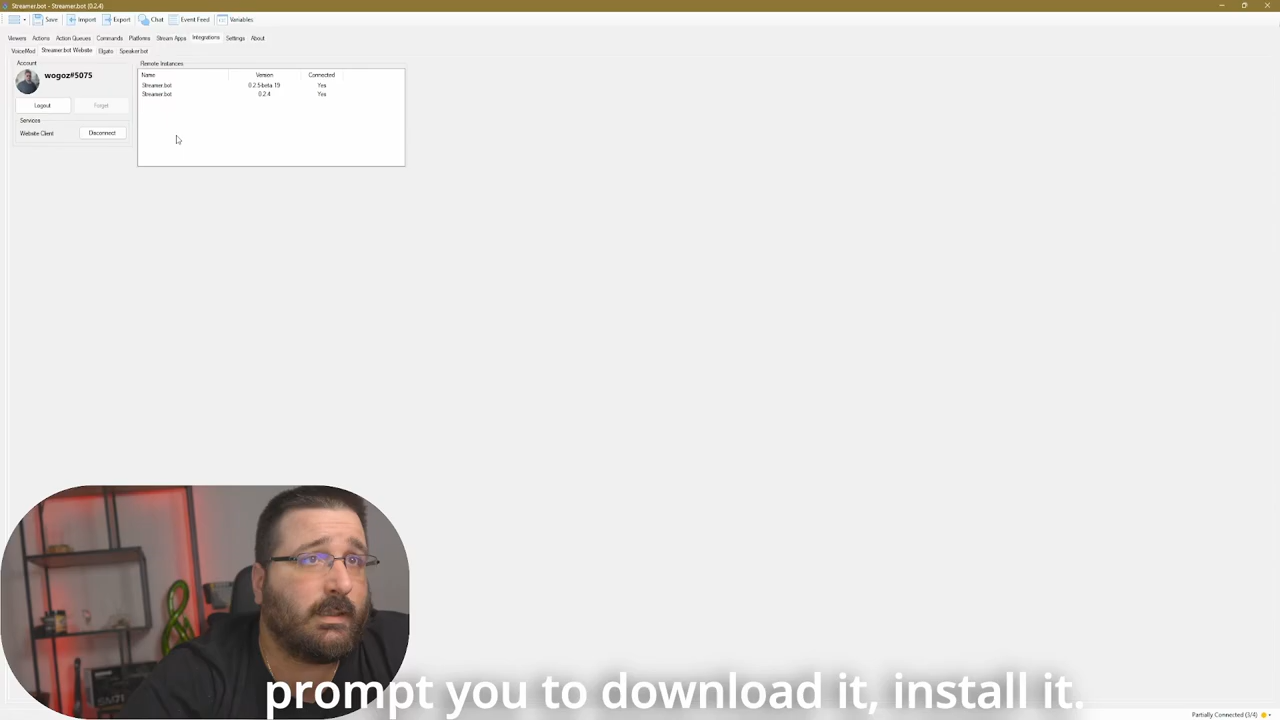 Streamer.bot - Streamer.bot (0.2.4)
Save Import Export Chat Event Feed Variables
Viewers Actions Action Queues Commands Platforms Stream Apps Integrations Settings About
VoiceMod Streamer.bot Website Elgato Speaker.bot
Account
wogoz#5075
Logout Forget
Services
Website Client Disconnect
Remote Instances
Name Version Connected
Streamer.bot 0.2.5-beta.19 Yes
Streamer.bot 0.2.4 Yes
prompt you to download it, install it.
Partially Connected (3/4)